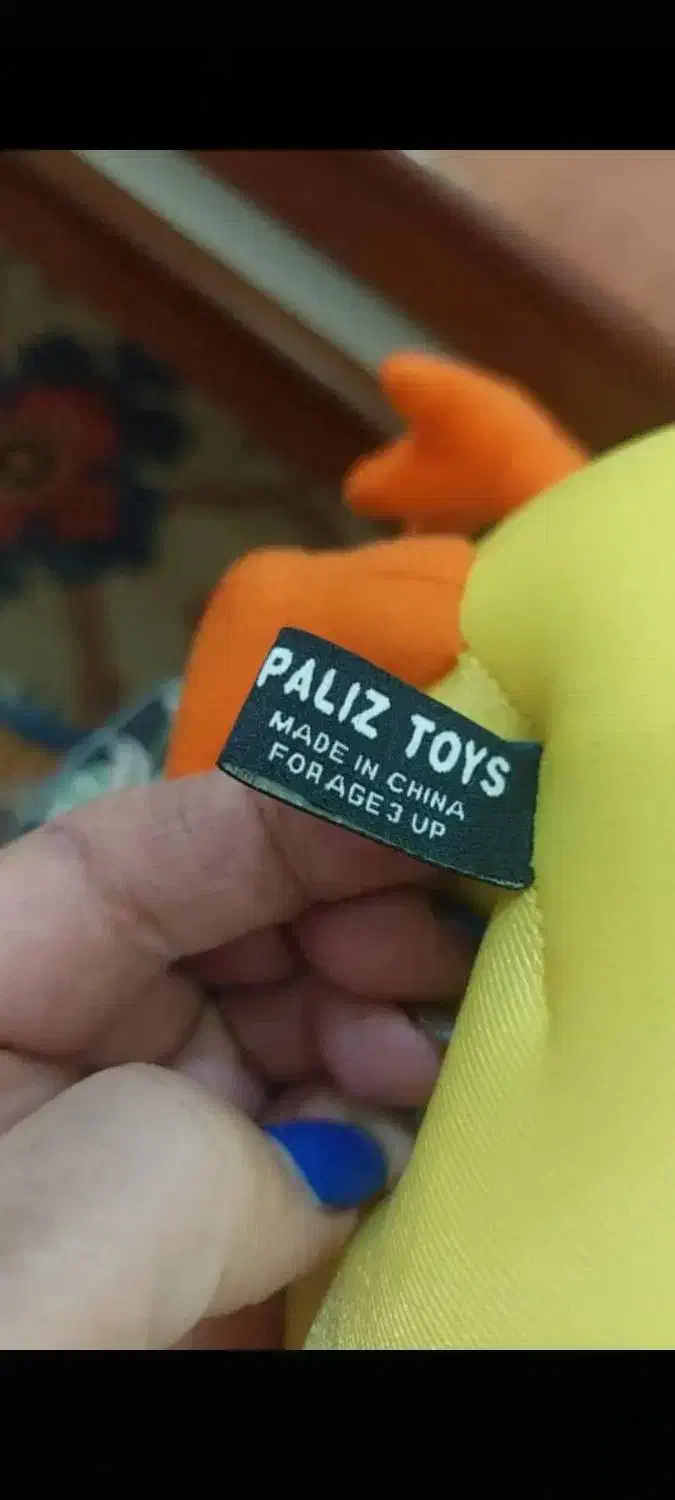 PALIZ TOYS
MADE IN CHINA
FOR AGE 3 UP